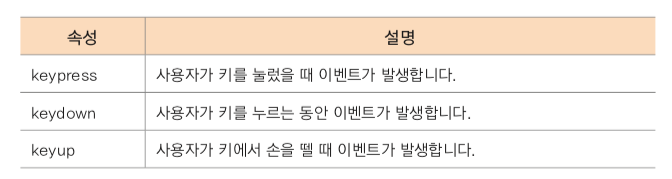 속성 설명
keypress 사용자가 키를 눌렀을 때 이벤트가 발생합니다.
keydown 사용자가 키를 누르는 동안 이벤트가 발생합니다.
keyup 사용자가 키에서 손을 뗄 때 이벤트가 발생합니다.